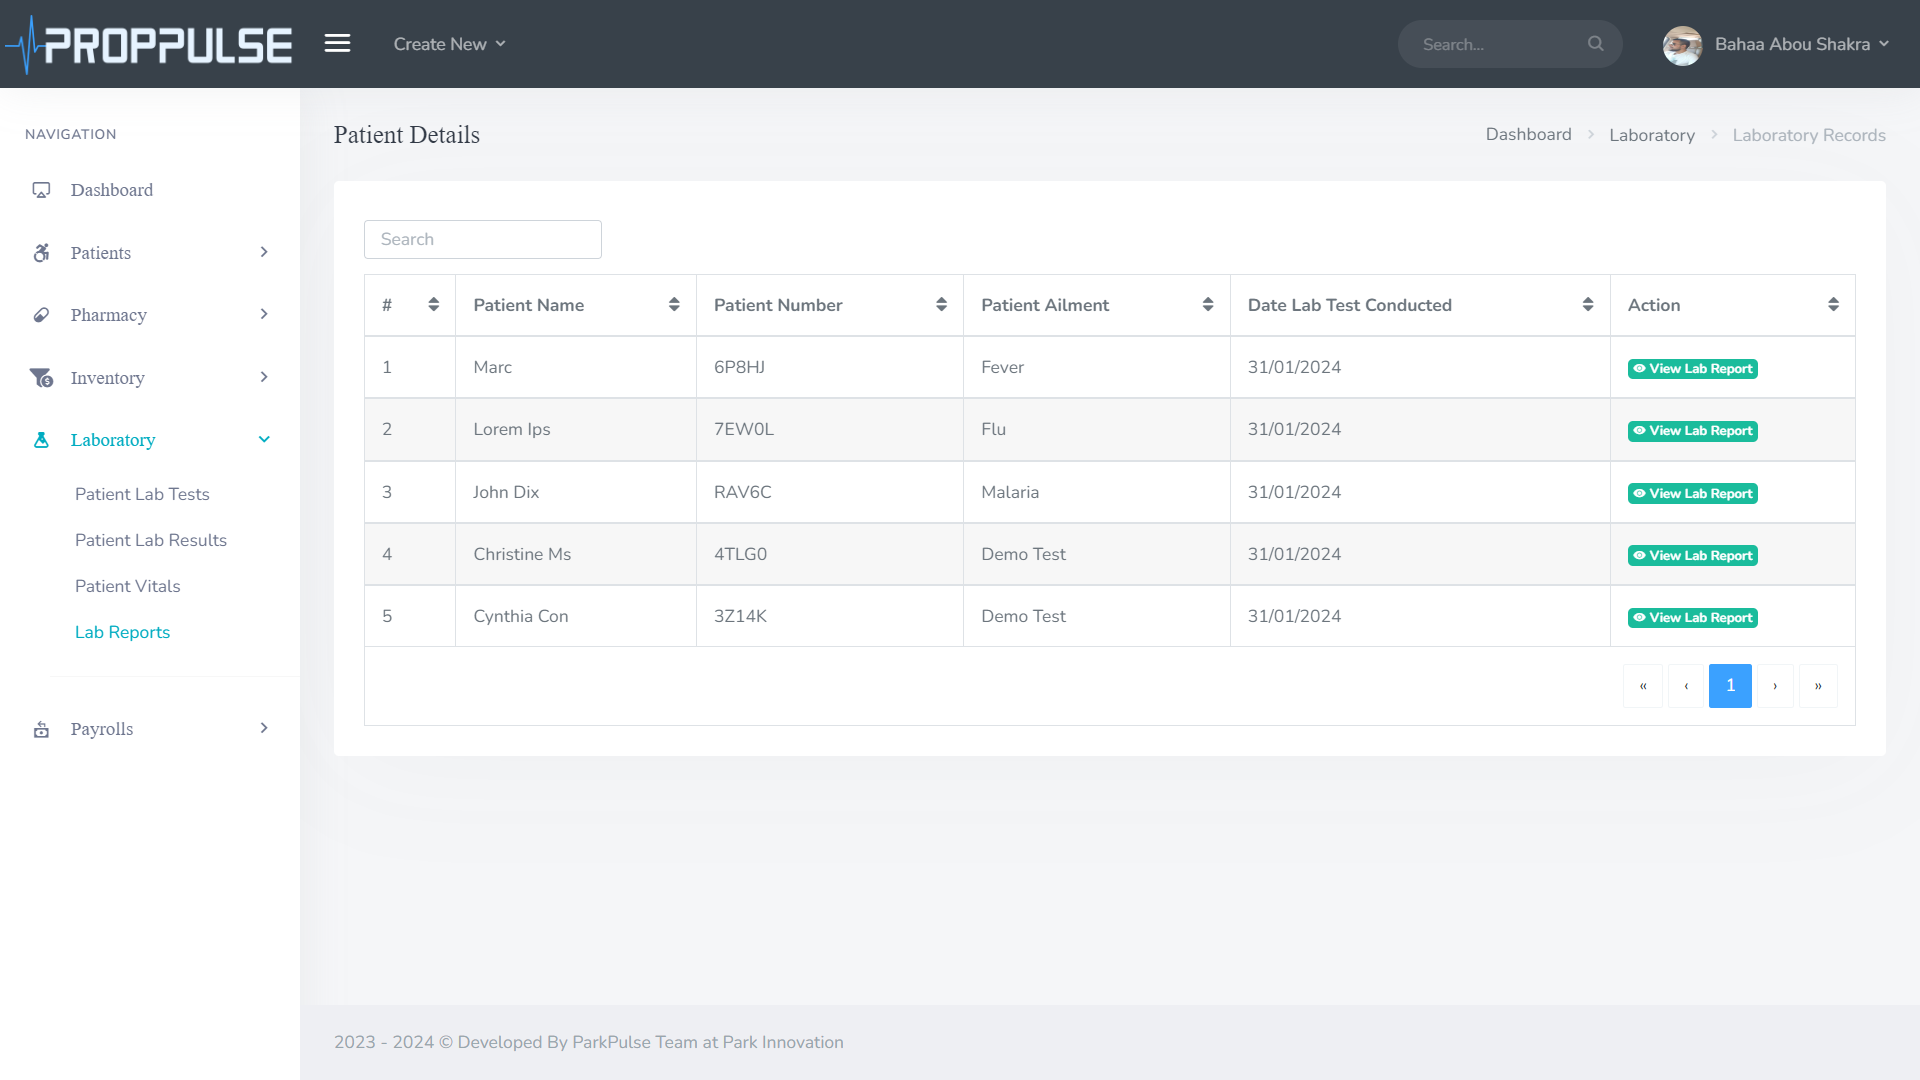 PROPPULSE
Create New
Search...
Bahaa Abou Shakra
NAVIGATION
Dashboard
Patients
Pharmacy
Inventory
Laboratory
Patient Lab Tests
Patient Lab Results
Patient Vitals
Lab Reports
Payrolls
Patient Details
Dashboard > Laboratory > Laboratory Records
Search
# Patient Name Patient Number Patient Ailment Date Lab Test Conducted Action
1 Marc 6P8HJ Fever 31/01/2024 View Lab Report
2 Lorem Ips 7EW0L Flu 31/01/2024 View Lab Report
3 John Dix RAV6C Malaria 31/01/2024 View Lab Report
4 Christine Ms 4TLG0 Demo Test 31/01/2024 View Lab Report
5 Cynthia Con 3Z14K Demo Test 31/01/2024 View Lab Report
« ‹ 1 › »
2023 - 2024 © Developed By ParkPulse Team at Park Innovation